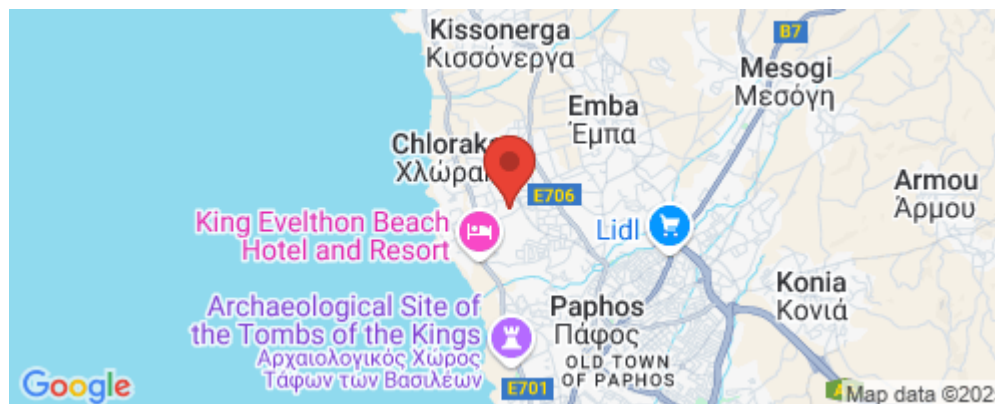 Kissonerga
Κισσόνεργα
B7
Mesogi
Μεσόγη
Emba
Έμπα
Chlorak
Χλώρακ
E706
Armou
Άρμου
King Evelthon Beach
Hotel and Resort
Lidl
Konia
Κονιά
Archaeological Site of
the Tombs of the Kings
Αρχαιολογικός Χώρος
Τάφων των Βασιλέων
Paphos
Πάφος
OLD TOWN
OF PAPHOS
E701
Google
Map data ©202